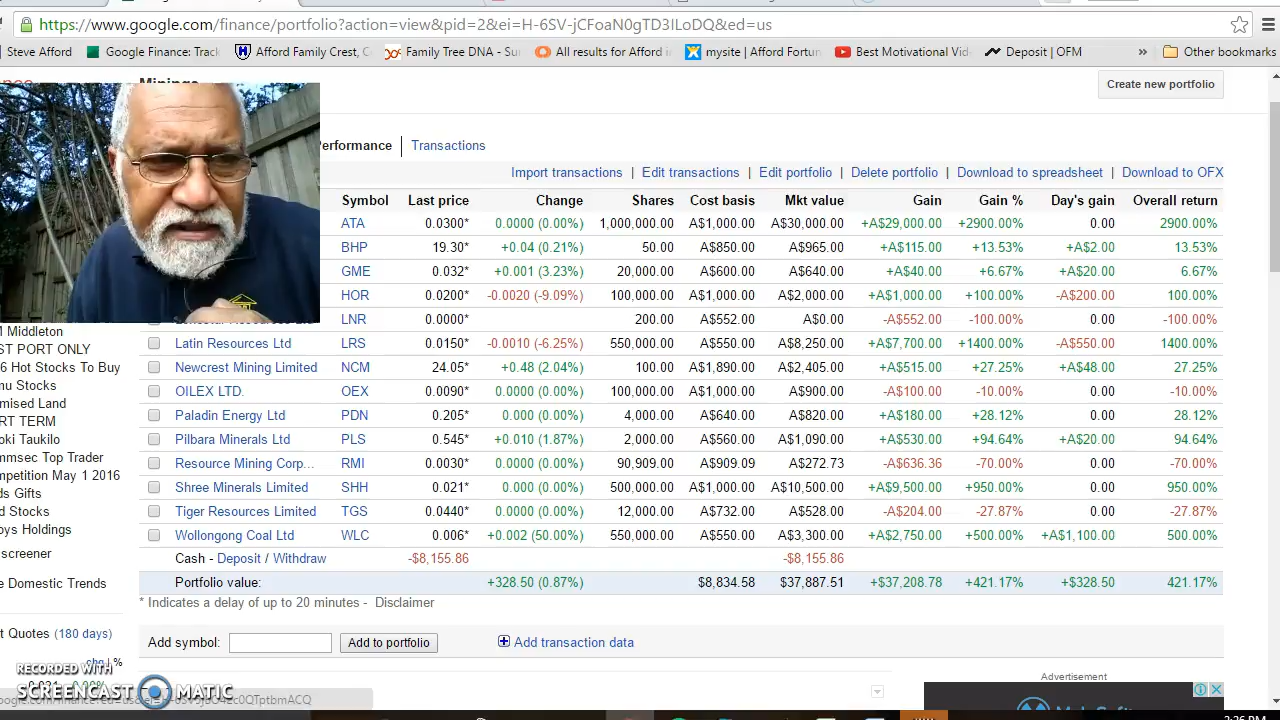 https://www.google.com/finance/portfolio?action=view&pid=2&ei=H-6SV-jCFoaN0gTD3ILoDQ&ed=us
Steve Afford Google Finance: Track Afford Family Crest, C Family Tree DNA - Su All results for Afford i mysite | Afford Fortun Best Motivational Vid Deposit | OFM » Other bookmarks
Minings
Create new portfolio
Performance | Transactions
Import transactions | Edit transactions | Edit portfolio | Delete portfolio | Download to spreadsheet | Download to OFX
Symbol Last price Change Shares Cost basis Mkt value Gain Gain % Day's gain Overall return
ATA 0.0300* 0.0000 (0.00%) 1,000,000.00 A$1,000.00 A$30,000.00 +A$29,000.00 +2900.00% 0.00 2900.00%
BHP 19.30* +0.04 (0.21%) 50.00 A$850.00 A$965.00 +A$115.00 +13.53% +A$2.00 13.53%
GME 0.032* +0.001 (3.23%) 20,000.00 A$600.00 A$640.00 +A$40.00 +6.67% +A$20.00 6.67%
HOR 0.0200* -0.0020 (-9.09%) 100,000.00 A$1,000.00 A$2,000.00 +A$1,000.00 +100.00% -A$200.00 100.00%
LNR 0.0000* 200.00 A$552.00 A$0.00 -A$552.00 -100.00% 0.00 -100.00%
Latin Resources Ltd LRS 0.0150* -0.0010 (-6.25%) 550,000.00 A$550.00 A$8,250.00 +A$7,700.00 +1400.00% -A$550.00 1400.00%
Newcrest Mining Limited NCM 24.05* +0.48 (2.04%) 100.00 A$1,890.00 A$2,405.00 +A$515.00 +27.25% +A$48.00 27.25%
OILEX LTD. OEX 0.0090* 0.0000 (0.00%) 100,000.00 A$1,000.00 A$900.00 -A$100.00 -10.00% 0.00 -10.00%
Paladin Energy Ltd PDN 0.205* 0.000 (0.00%) 4,000.00 A$640.00 A$820.00 +A$180.00 +28.12% 0.00 28.12%
Pilbara Minerals Ltd PLS 0.545* +0.010 (1.87%) 2,000.00 A$560.00 A$1,090.00 +A$530.00 +94.64% +A$20.00 94.64%
Resource Mining Corp... RMI 0.0030* 0.0000 (0.00%) 90,909.00 A$909.09 A$272.73 -A$636.36 -70.00% 0.00 -70.00%
Shree Minerals Limited SHH 0.021* 0.000 (0.00%) 500,000.00 A$1,000.00 A$10,500.00 +A$9,500.00 +950.00% 0.00 950.00%
Tiger Resources Limited TGS 0.0440* 0.0000 (0.00%) 12,000.00 A$732.00 A$528.00 -A$204.00 -27.87% 0.00 -27.87%
Wollongong Coal Ltd WLC 0.006* +0.002 (50.00%) 550,000.00 A$550.00 A$3,300.00 +A$2,750.00 +500.00% +A$1,100.00 500.00%
Cash - Deposit / Withdraw -$8,155.86 -$8,155.86
Portfolio value: +328.50 (0.87%) $8,834.58 $37,887.51 +$37,208.78 +421.17% +$328.50 421.17%
* Indicates a delay of up to 20 minutes - Disclaimer
Add symbol: Add to portfolio Add transaction data
M Middleton
ST PORT ONLY
6 Hot Stocks To Buy
mu Stocks
mised Land
RT TERM
oki Taukilo
mmsec Top Trader
mpetition May 1 2016
ds Gifts
d Stocks
oys Holdings
screener
e Domestic Trends
t Quotes (180 days)
chg | %
RECORDED WITH
SCREENCAST MATIC
Advertisement
2:26 PM